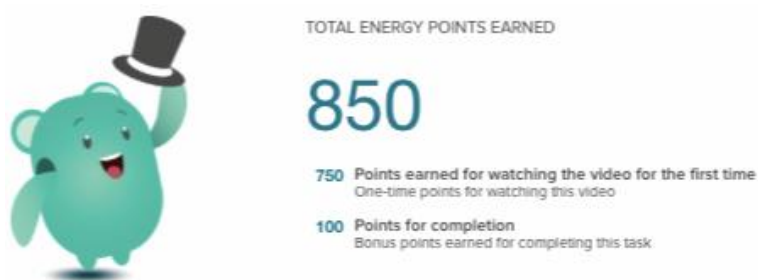 TOTAL ENERGY POINTS EARNED
850
750 Points earned for watching the video for the first time
One-time points for watching this video
100 Points for completion
Bonus points earned for completing this task